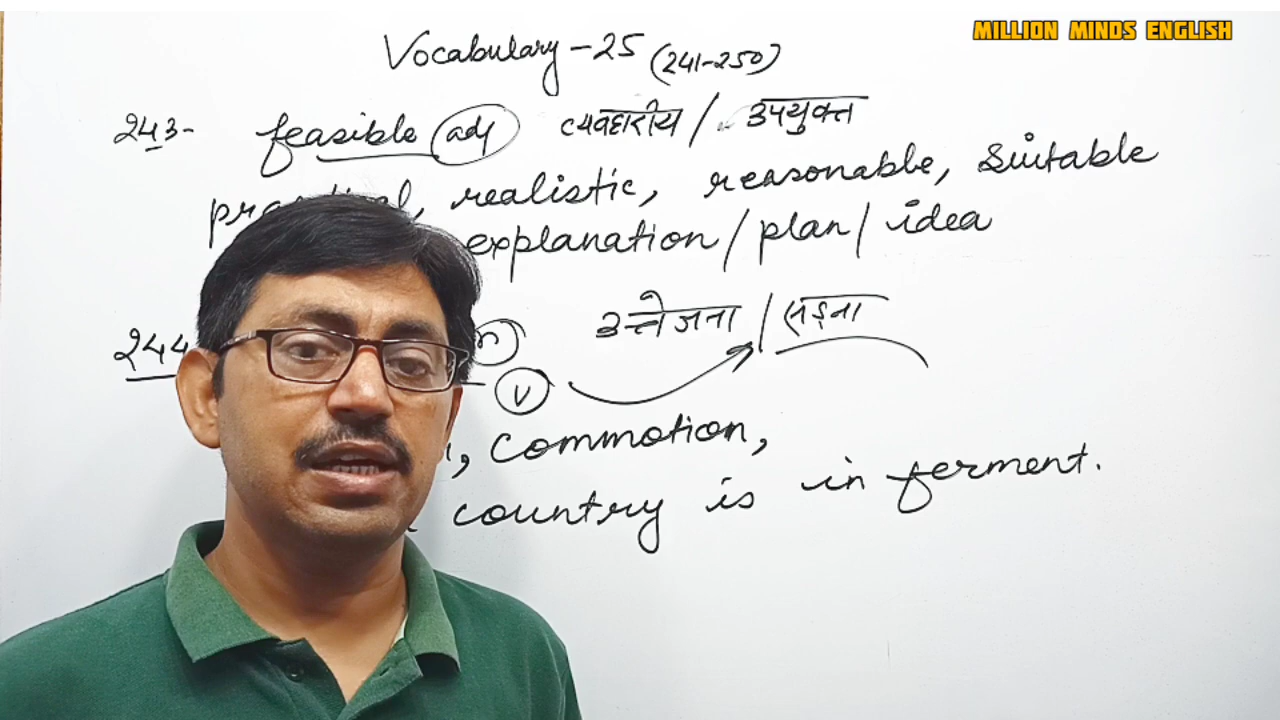 MILLION MINDS ENGLISH
Vocabulary - 25 (241-250)
243- feasible adj व्यवहारीय / उपयुक्त
realistic, reasonable, suitable
explanation / plan / idea
244 n उत्तेजना / सड़ना
v
, commotion,
country is in ferment.